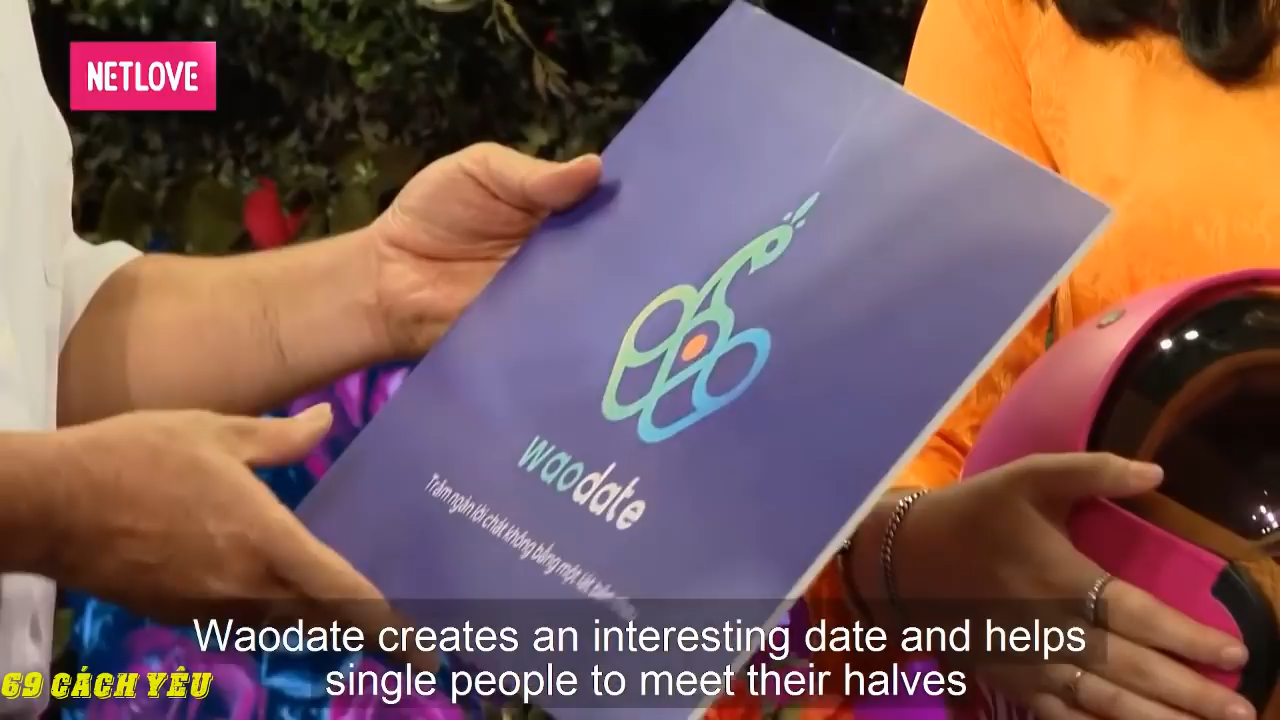 NETLOVE
waodate
Trăm ngàn lời chát không bằng một
Waodate creates an interesting date and helps
single people to meet their halves
69 CÁCH YÊU